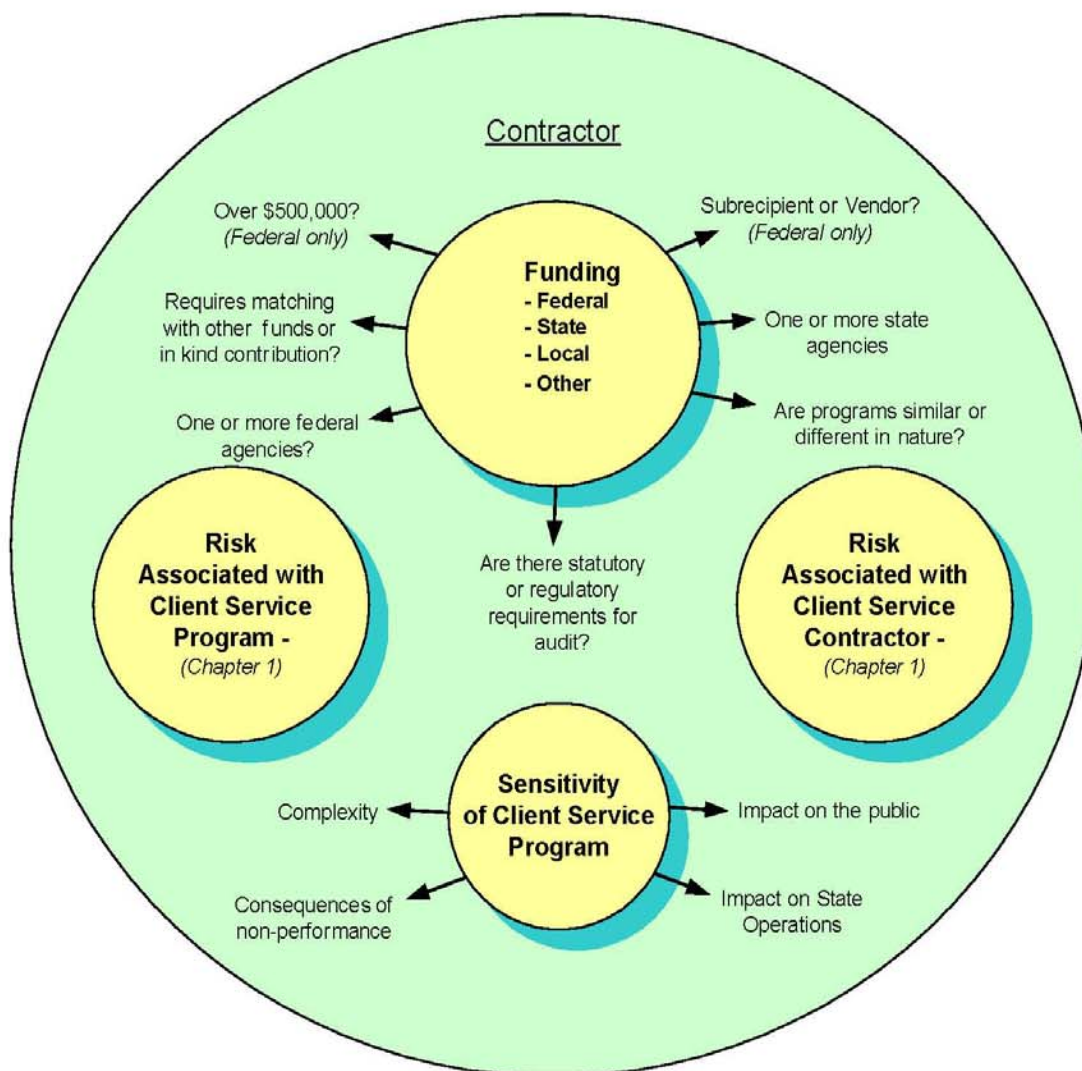 Contractor
Over $500,000?
(Federal only)
Subrecipient or Vendor?
(Federal only)
Funding
- Federal
- State
- Local
- Other
Requires matching
with other funds or
in kind contribution?
One or more state
agencies
One or more federal
agencies?
Are programs similar or
different in nature?
Are there statutory
or regulatory
requirements for
audit?
Risk
Associated with
Client Service
Program -
(Chapter 1)
Risk
Associated with
Client Service
Contractor -
(Chapter 1)
Sensitivity
of Client Service
Program
Complexity
Impact on the public
Consequences of
non-performance
Impact on State
Operations